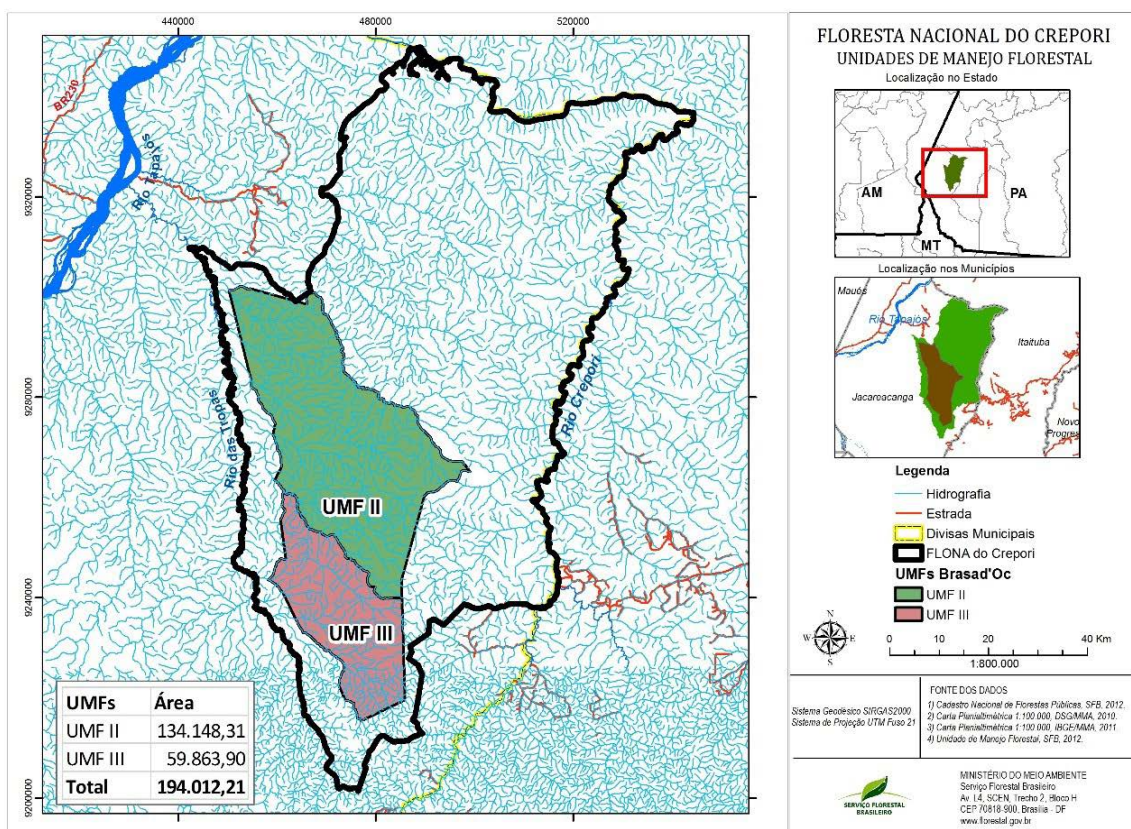 440000
480000
520000
BR230
Rio Tapajós
9320000
9280000
9240000
9200000
Rio das Tropas
Rio Crepori
UMF II
UMF III
UMFs Área
UMF II 134.148,31
UMF III 59.863,90
Total 194.012,21
FLORESTA NACIONAL DO CREPORI
UNIDADES DE MANEJO FLORESTAL
Localização no Estado
AM
PA
MT
Localização nos Municípios
Maués
Rio Tapajós
Itaituba
Jacareacanga
Novo
Progres
Legenda
Hidrografia
Estrada
Divisas Municipais
FLONA do Crepori
UMFs Brasad'Oc
UMF II
UMF III
N
W E
S
0 10 20 40 Km
1:800.000
Sistema Geodésico SIRGAS2000
Sistema de Projeção UTM Fuso 21
FONTE DOS DADOS
1) Cadastro Nacional de Florestas Públicas, SFB, 2012.
2) Carta Planialtimétrica 1:100.000, DSG/MMA, 2010.
3) Carta Planialtimétrica 1:100.000, IBGE/MMA, 2011.
4) Unidade de Manejo Florestal, SFB, 2012.
SERVIÇO FLORESTAL
BRASILEIRO
MINISTÉRIO DO MEIO AMBIENTE
Serviço Florestal Brasileiro
Av. L4, SCEN, Trecho 2, Bloco H
CEP 70818-900, Brasília - DF
www.florestal.gov.br